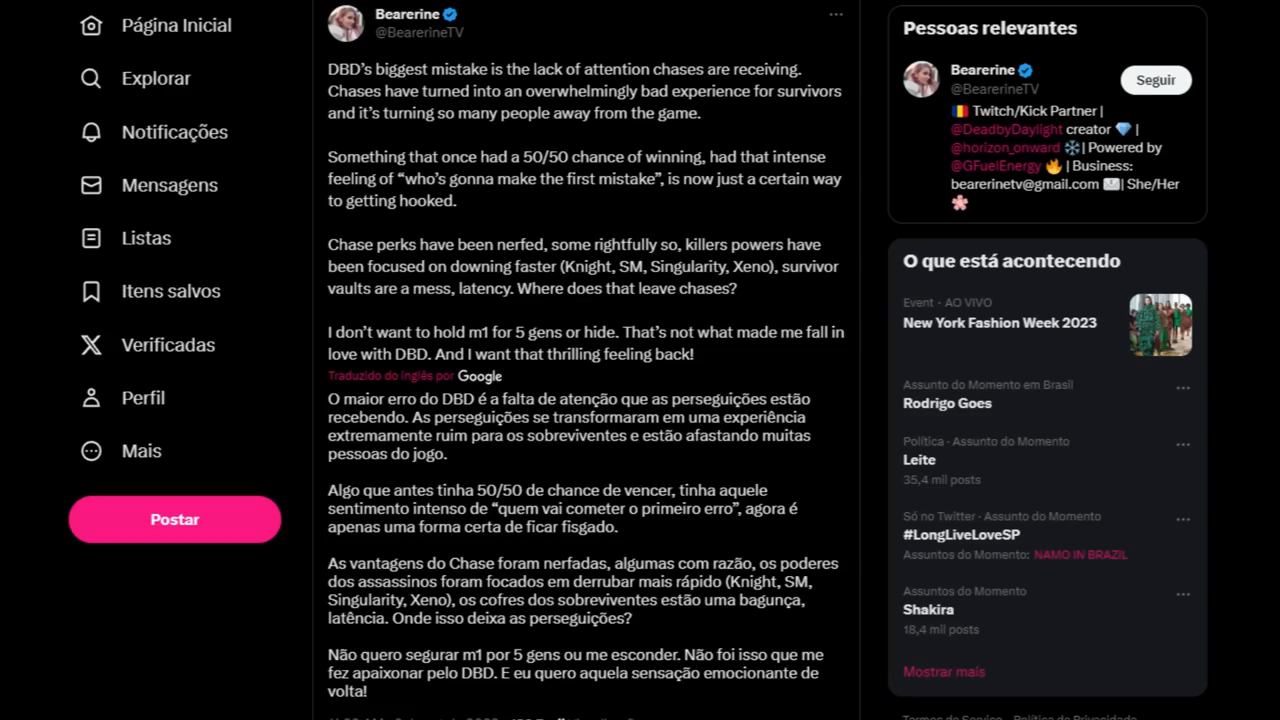 Página Inicial
Explorar
Notificações
Mensagens
Listas
Itens salvos
Verificadas
Perfil
Mais
Postar
Bearerine
@BearerineTV
DBD's biggest mistake is the lack of attention chases are receiving.
Chases have turned into an overwhelmingly bad experience for survivors
and it's turning so many people away from the game.
Something that once had a 50/50 chance of winning, had that intense
feeling of “who's gonna make the first mistake”, is now just a certain way
to getting hooked.
Chase perks have been nerfed, some rightfully so, killers powers have
been focused on downing faster (Knight, SM, Singularity, Xeno), survivor
vaults are a mess, latency. Where does that leave chases?
I don't want to hold m1 for 5 gens or hide. That's not what made me fall in
love with DBD. And I want that thrilling feeling back!
Traduzido do inglês por Google
O maior erro do DBD é a falta de atenção que as perseguições estão
recebendo. As perseguições se transformaram em uma experiência
extremamente ruim para os sobreviventes e estão afastando muitas
pessoas do jogo.
Algo que antes tinha 50/50 de chance de vencer, tinha aquele
sentimento intenso de “quem vai cometer o primeiro erro”, agora é
apenas uma forma certa de ficar fisgado.
As vantagens do Chase foram nerfadas, algumas com razão, os poderes
dos assassinos foram focados em derrubar mais rápido (Knight, SM,
Singularity, Xeno), os cofres dos sobreviventes estão uma bagunça,
latência. Onde isso deixa as perseguições?
Não quero segurar m1 por 5 gens ou me esconder. Não foi isso que me
fez apaixonar pelo DBD. E eu quero aquela sensação emocionante de
volta!
Pessoas relevantes
Bearerine
@BearerineTV
Seguir
Twitch/Kick Partner |
@DeadbyDaylight creator |
@horizon_onward | Powered by
@GFuelEnergy | Business:
bearerinetv@gmail.com | She/Her
O que está acontecendo
Event · AO VIVO
New York Fashion Week 2023
Assunto do Momento em Brasil
Rodrigo Goes
Política · Assunto do Momento
Leite
35,4 mil posts
Só no Twitter · Assunto do Momento
#LongLiveLoveSP
Assuntos do Momento: NAMO IN BRAZIL
Assuntos do Momento
Shakira
18,4 mil posts
Mostrar mais
Termos de Serviço Política de Privacidade